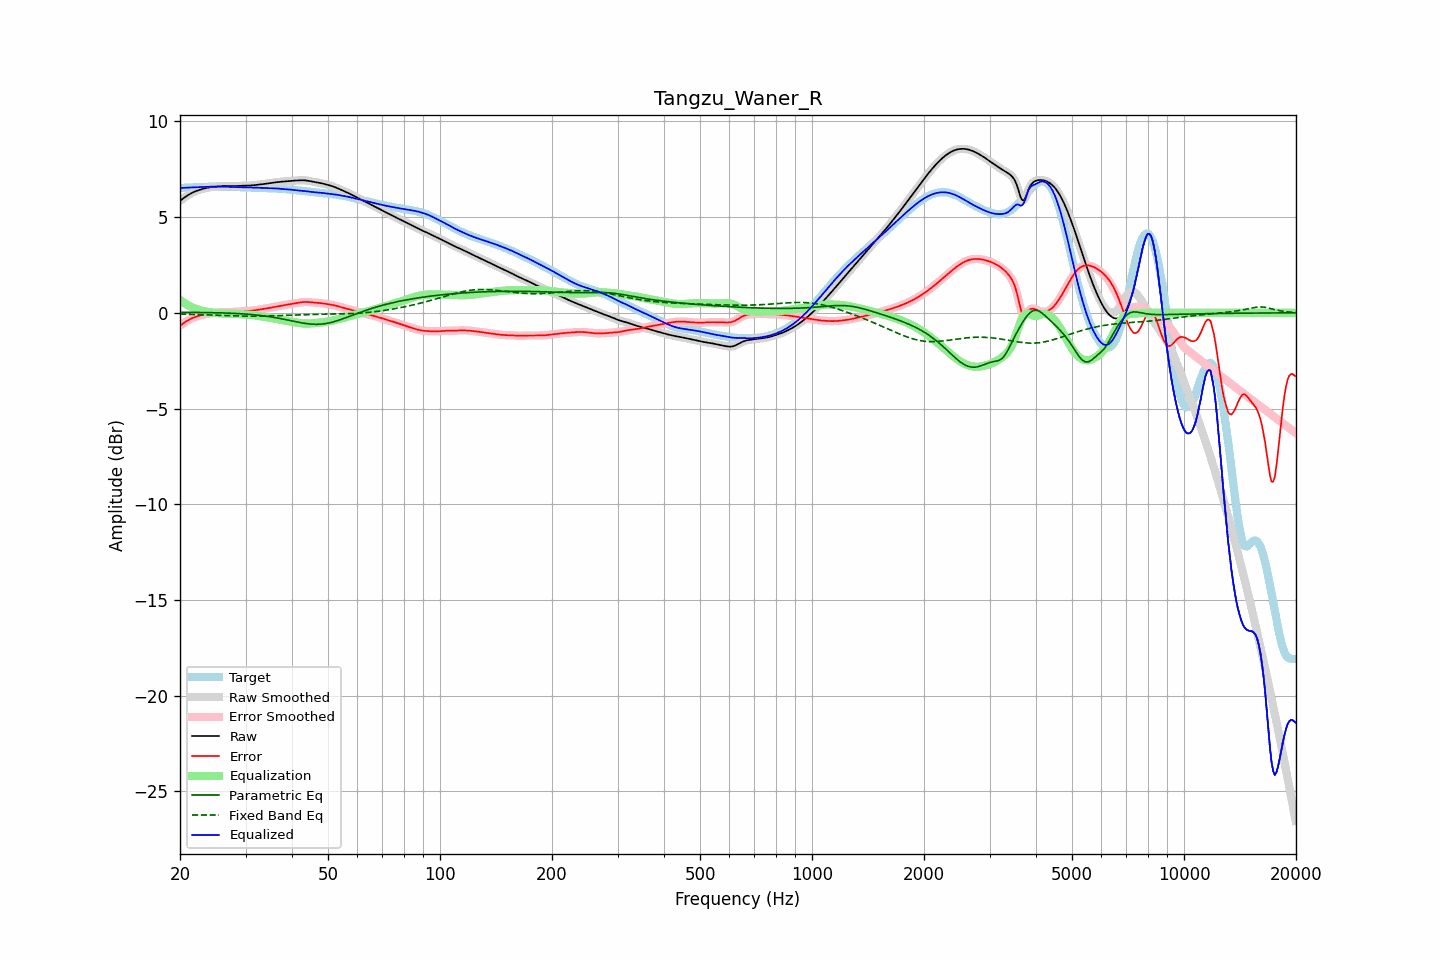 Tangzu_Waner_R
10
5
0
−5
−10
−15
−20
−25
Amplitude (dBr)
Target
Raw Smoothed
Error Smoothed
Raw
Error
Equalization
Parametric Eq
Fixed Band Eq
Equalized
20 50 100 200 500 1000 2000 5000 10000 20000
Frequency (Hz)